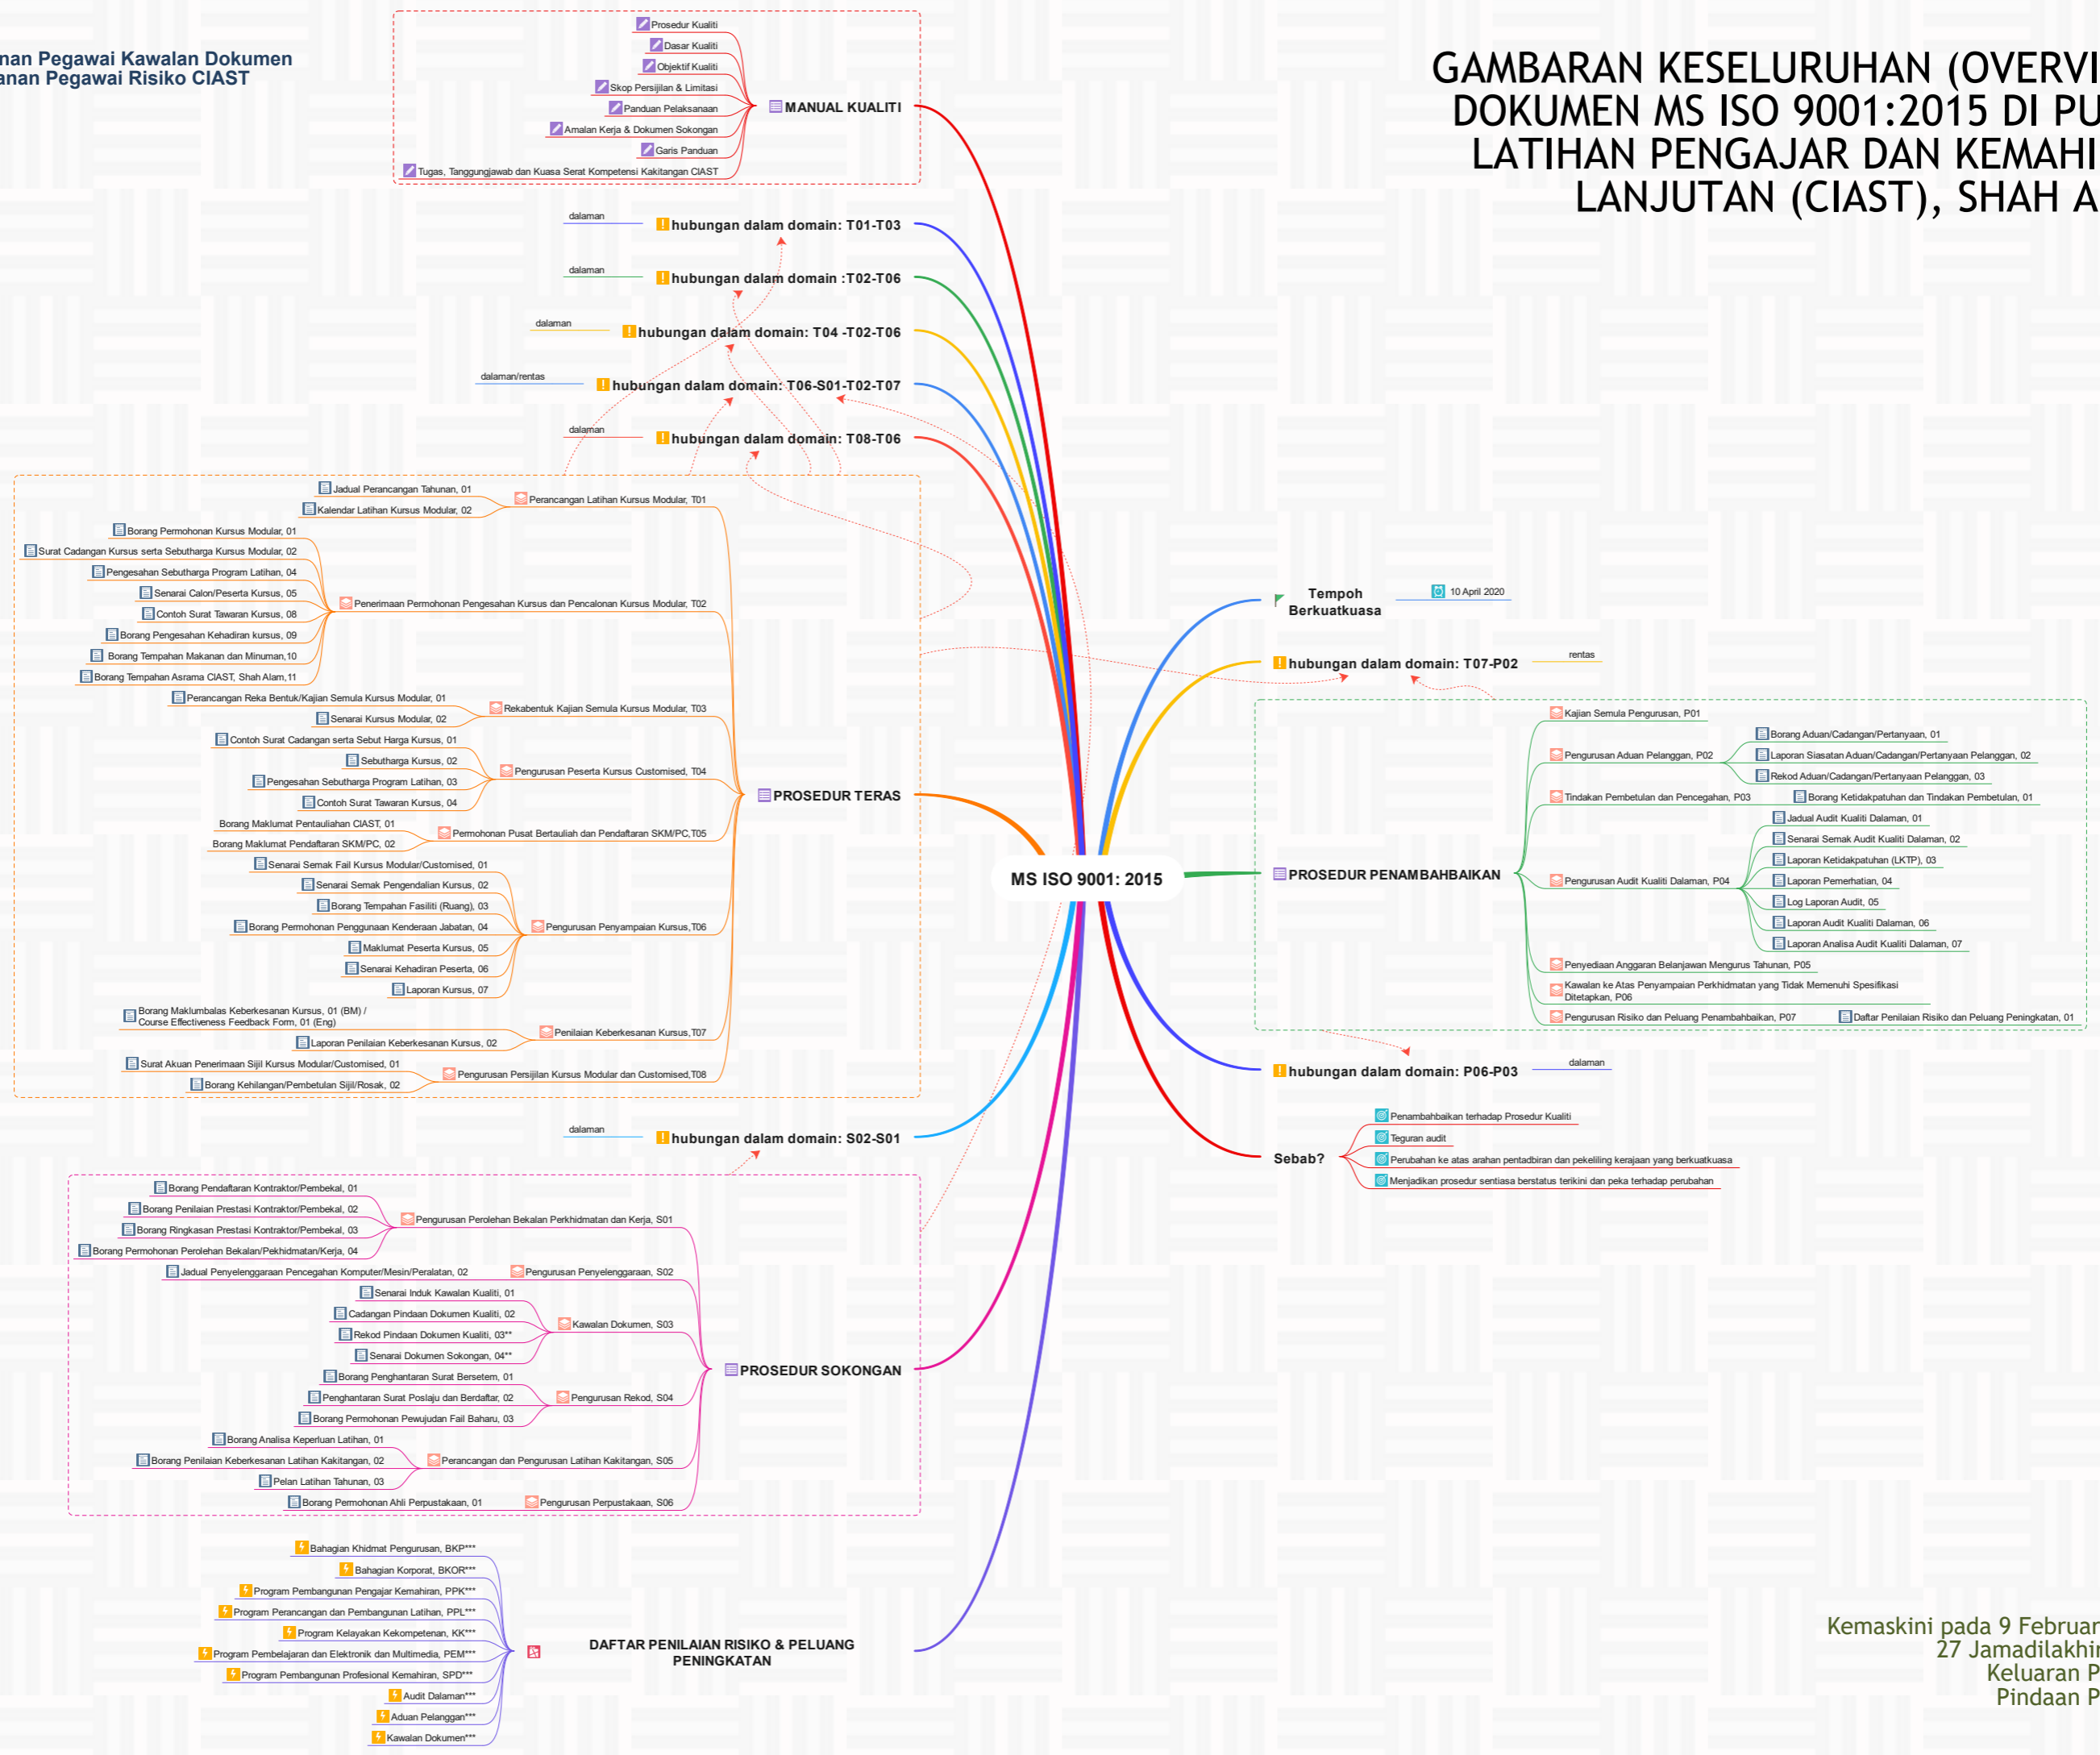 nan Pegawai Kawalan Dokumen
anan Pegawai Risiko CIAST
GAMBARAN KESELURUHAN (OVERVI
DOKUMEN MS ISO 9001:2015 DI PU
LATIHAN PENGAJAR DAN KEMAHI
LANJUTAN (CIAST), SHAH A
Prosedur Kualiti
Dasar Kualiti
Objektif Kualiti
Skop Persijilan & Limitasi
Panduan Pelaksanaan
Amalan Kerja & Dokumen Sokongan
Garis Panduan
Tugas, Tanggungjawab dan Kuasa Serat Kompetensi Kakitangan CIAST
MANUAL KUALITI
dalaman
hubungan dalam domain: T01-T03
dalaman
hubungan dalam domain :T02-T06
dalaman
hubungan dalam domain: T04 -T02-T06
dalaman/rentas
hubungan dalam domain: T06-S01-T02-T07
dalaman
hubungan dalam domain: T08-T06
Jadual Perancangan Tahunan, 01
Kalendar Latihan Kursus Modular, 02
Perancangan Latihan Kursus Modular, T01
Borang Permohonan Kursus Modular, 01
Surat Cadangan Kursus serta Sebutharga Kursus Modular, 02
Pengesahan Sebutharga Program Latihan, 04
Senarai Calon/Peserta Kursus, 05
Contoh Surat Tawaran Kursus, 08
Borang Pengesahan Kehadiran kursus, 09
Borang Tempahan Makanan dan Minuman,10
Borang Tempahan Asrama CIAST, Shah Alam,11
Penerimaan Permohonan Pengesahan Kursus dan Pencalonan Kursus Modular, T02
Perancangan Reka Bentuk/Kajian Semula Kursus Modular, 01
Senarai Kursus Modular, 02
Rekabentuk Kajian Semula Kursus Modular, T03
Contoh Surat Cadangan serta Sebut Harga Kursus, 01
Sebutharga Kursus, 02
Pengesahan Sebutharga Program Latihan, 03
Contoh Surat Tawaran Kursus, 04
Pengurusan Peserta Kursus Customised, T04
Borang Maklumat Pentauliahan CIAST, 01
Borang Maklumat Pendaftaran SKM/PC, 02
Permohonan Pusat Bertauliah dan Pendaftaran SKM/PC,T05
Senarai Semak Fail Kursus Modular/Customised, 01
Senarai Semak Pengendalian Kursus, 02
Borang Tempahan Fasiliti (Ruang), 03
Borang Permohonan Penggunaan Kenderaan Jabatan, 04
Maklumat Peserta Kursus, 05
Senarai Kehadiran Peserta, 06
Laporan Kursus, 07
Pengurusan Penyampaian Kursus,T06
Borang Maklumbalas Keberkesanan Kursus, 01 (BM) /
Course Effectiveness Feedback Form, 01 (Eng)
Laporan Penilaian Keberkesanan Kursus, 02
Penilaian Keberkesanan Kursus,T07
Surat Akuan Penerimaan Sijil Kursus Modular/Customised, 01
Borang Kehilangan/Pembetulan Sijil/Rosak, 02
Pengurusan Persijilan Kursus Modular dan Customised,T08
PROSEDUR TERAS
dalaman
hubungan dalam domain: S02-S01
Borang Pendaftaran Kontraktor/Pembekal, 01
Borang Penilaian Prestasi Kontraktor/Pembekal, 02
Borang Ringkasan Prestasi Kontraktor/Pembekal, 03
Borang Permohonan Perolehan Bekalan/Pekhidmatan/Kerja, 04
Pengurusan Perolehan Bekalan Perkhidmatan dan Kerja, S01
Jadual Penyelenggaraan Pencegahan Komputer/Mesin/Peralatan, 02
Pengurusan Penyelenggaraan, S02
Senarai Induk Kawalan Kualiti, 01
Cadangan Pindaan Dokumen Kualiti, 02
Rekod Pindaan Dokumen Kualiti, 03**
Senarai Dokumen Sokongan, 04**
Kawalan Dokumen, S03
Borang Penghantaran Surat Bersetem, 01
Penghantaran Surat Poslaju dan Berdaftar, 02
Borang Permohonan Pewujudan Fail Baharu, 03
Pengurusan Rekod, S04
Borang Analisa Keperluan Latihan, 01
Borang Penilaian Keberkesanan Latihan Kakitangan, 02
Pelan Latihan Tahunan, 03
Perancangan dan Pengurusan Latihan Kakitangan, S05
Borang Permohonan Ahli Perpustakaan, 01
Pengurusan Perpustakaan, S06
PROSEDUR SOKONGAN
Bahagian Khidmat Pengurusan, BKP***
Bahagian Korporat, BKOR***
Program Pembangunan Pengajar Kemahiran, PPK***
Program Perancangan dan Pembangunan Latihan, PPL***
Program Kelayakan Kekompetenan, KK***
Program Pembelajaran dan Elektronik dan Multimedia, PEM***
Program Pembangunan Profesional Kemahiran, SPD***
Audit Dalaman***
Aduan Pelanggan***
Kawalan Dokumen***
DAFTAR PENILAIAN RISIKO & PELUANG
PENINGKATAN
MS ISO 9001: 2015
Tempoh
Berkuatkuasa
10 April 2020
hubungan dalam domain: T07-P02
rentas
PROSEDUR PENAMBAHBAIKAN
Kajian Semula Pengurusan, P01
Pengurusan Aduan Pelanggan, P02
Borang Aduan/Cadangan/Pertanyaan, 01
Laporan Siasatan Aduan/Cadangan/Pertanyaan Pelanggan, 02
Rekod Aduan/Cadangan/Pertanyaan Pelanggan, 03
Tindakan Pembetulan dan Pencegahan, P03
Borang Ketidakpatuhan dan Tindakan Pembetulan, 01
Pengurusan Audit Kualiti Dalaman, P04
Jadual Audit Kualiti Dalaman, 01
Senarai Semak Audit Kualiti Dalaman, 02
Laporan Ketidakpatuhan (LKTP), 03
Laporan Pemerhatian, 04
Log Laporan Audit, 05
Laporan Audit Kualiti Dalaman, 06
Laporan Analisa Audit Kualiti Dalaman, 07
Penyediaan Anggaran Belanjawan Mengurus Tahunan, P05
Kawalan ke Atas Penyampaian Perkhidmatan yang Tidak Memenuhi Spesifikasi
Ditetapkan, P06
Pengurusan Risiko dan Peluang Penambahbaikan, P07
Daftar Penilaian Risiko dan Peluang Peningkatan, 01
hubungan dalam domain: P06-P03
dalaman
Sebab?
Penambahbaikan terhadap Prosedur Kualiti
Teguran audit
Perubahan ke atas arahan pentadbiran dan pekeliling kerajaan yang berkuatkuasa
Menjadikan prosedur sentiasa berstatus terikini dan peka terhadap perubahan
Kemaskini pada 9 Februar
27 Jamadilakhir
Keluaran P
Pindaan P